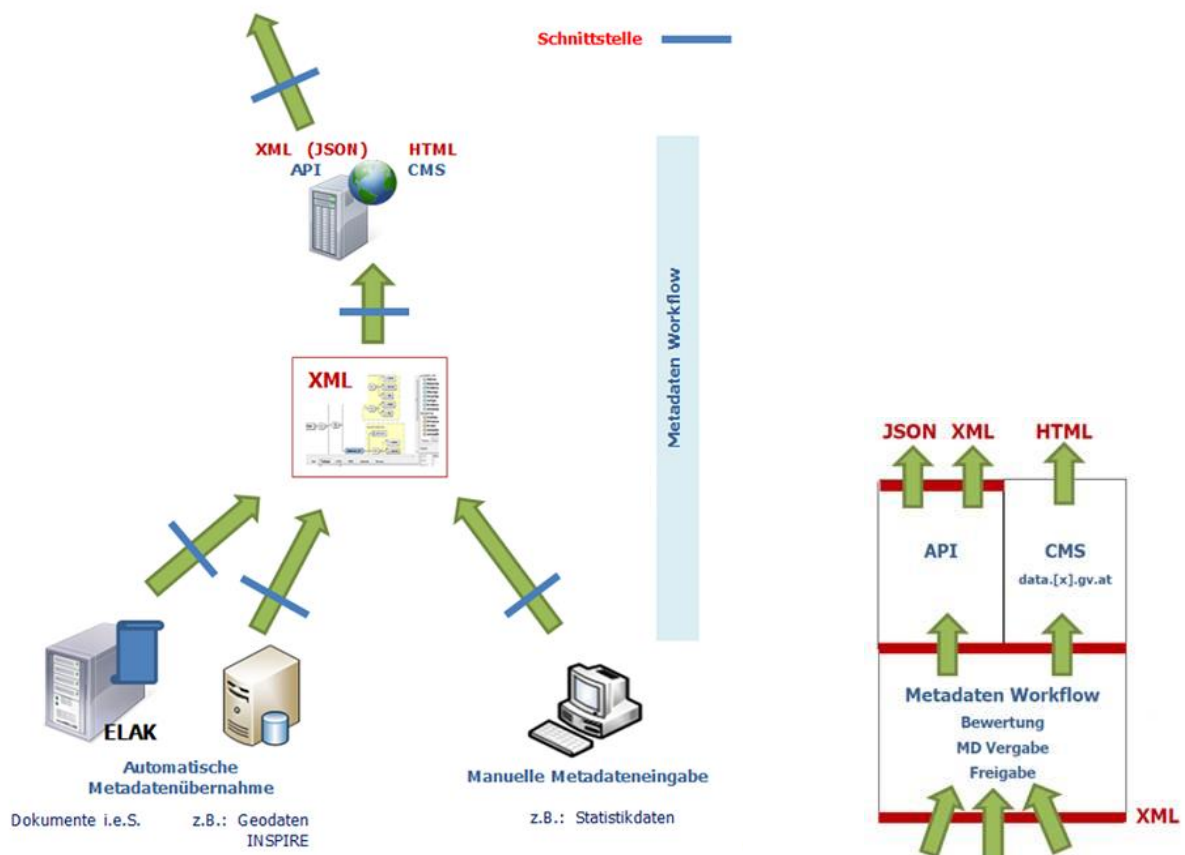 Schnittstelle
XML (JSON) HTML
API CMS
XML
Metadaten Workflow
ELAK
Automatische
Metadatenübernahme
Dokumente i.e.S. z.B.: Geodaten
INSPIRE
Manuelle Metadateneingabe
z.B.: Statistikdaten
JSON XML HTML
API CMS
data.[x].gv.at
Metadaten Workflow
Bewertung
MD Vergabe
Freigabe
XML